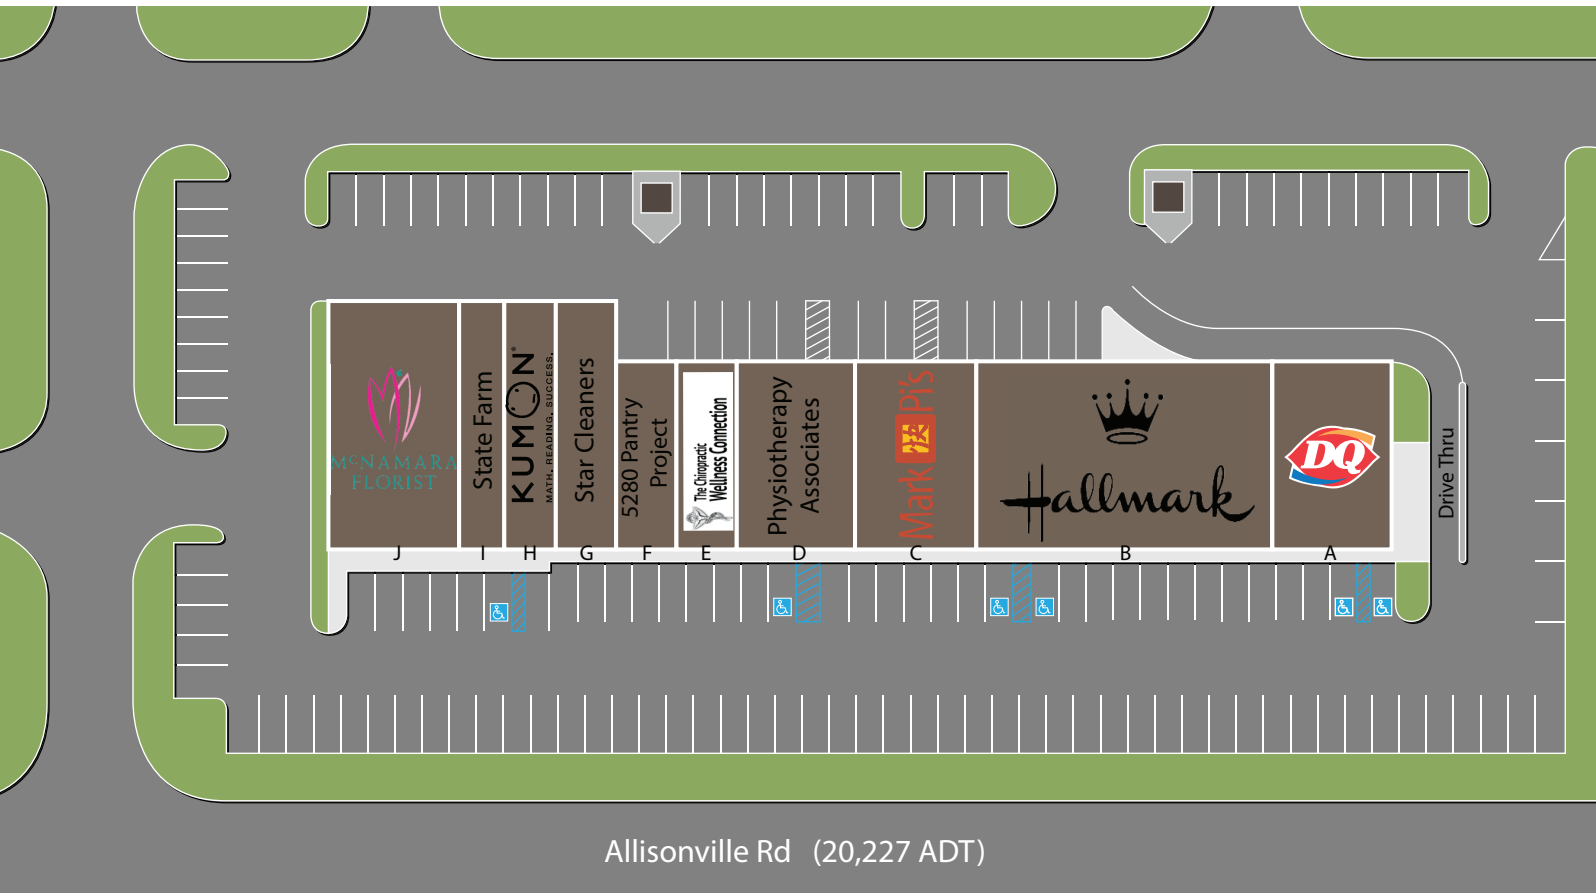 McNAMARA
FLORIST
State Farm
KUMON®
MATH. READING. SUCCESS.
Star Cleaners
5280 Pantry
Project
The Chiropractic
Wellness Connection
Physiotherapy
Associates
Mark Pi's
Hallmark
DQ
Drive Thru
J I H G F E D C B A
Allisonville Rd (20,227 ADT)